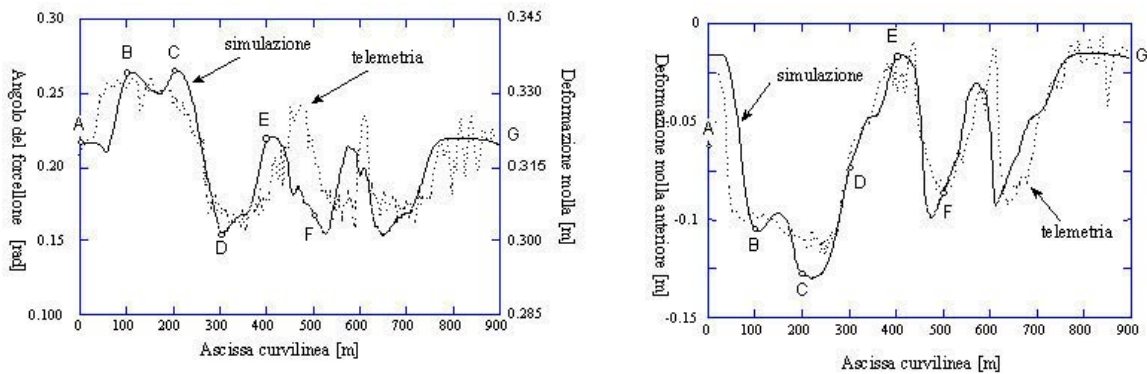 0.30
0.25
0.20
0.15
0.100
Angolo del forcellone [rad]
0.345
0.330
0.315
0.300
0.285
Deformazione molla [m]
A
B
C
D
E
F
G
simulazione
telemetria
0 100 200 300 400 500 600 700 800 900
Ascissa curvilinea [m]
0
-0.05
-0.1
-0.15
Deformazione molla anteriore [m]
A
B
C
D
E
F
G
simulazione
telemetria
0 100 200 300 400 500 600 700 800 900
Ascissa curvilinea [m]